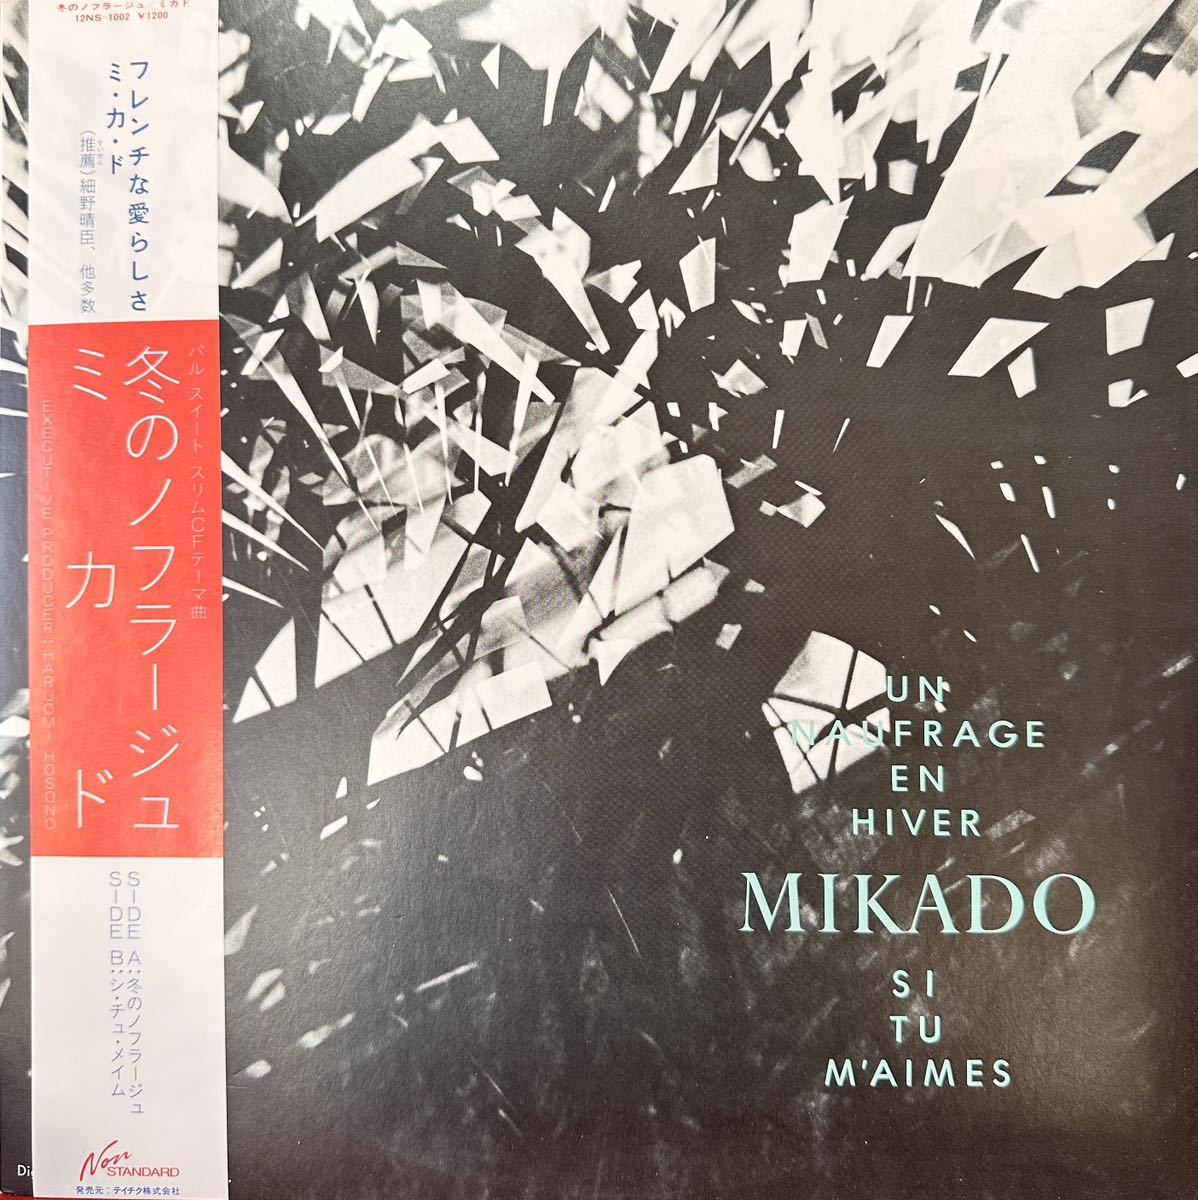 冬のノフラージュ/ミカド
12NS-1002 ¥1200
フレンチな愛らしさ
ミ・カ・ド
(推薦)細野晴臣、他多数
すいせん
パル スイート スリムCFテーマ曲
冬のノフラージュ
ミカド
EXECUTIVE PRODUCER:HARUOMI HOSONO
SIDE A:冬のノフラージュ
SIDE B:シ・チュ・メイム
Non
STANDARD
発売元:テイチク株式会社
UN
NAUFRAGE
EN
HIVER
MIKADO
SI
TU
M'AIMES